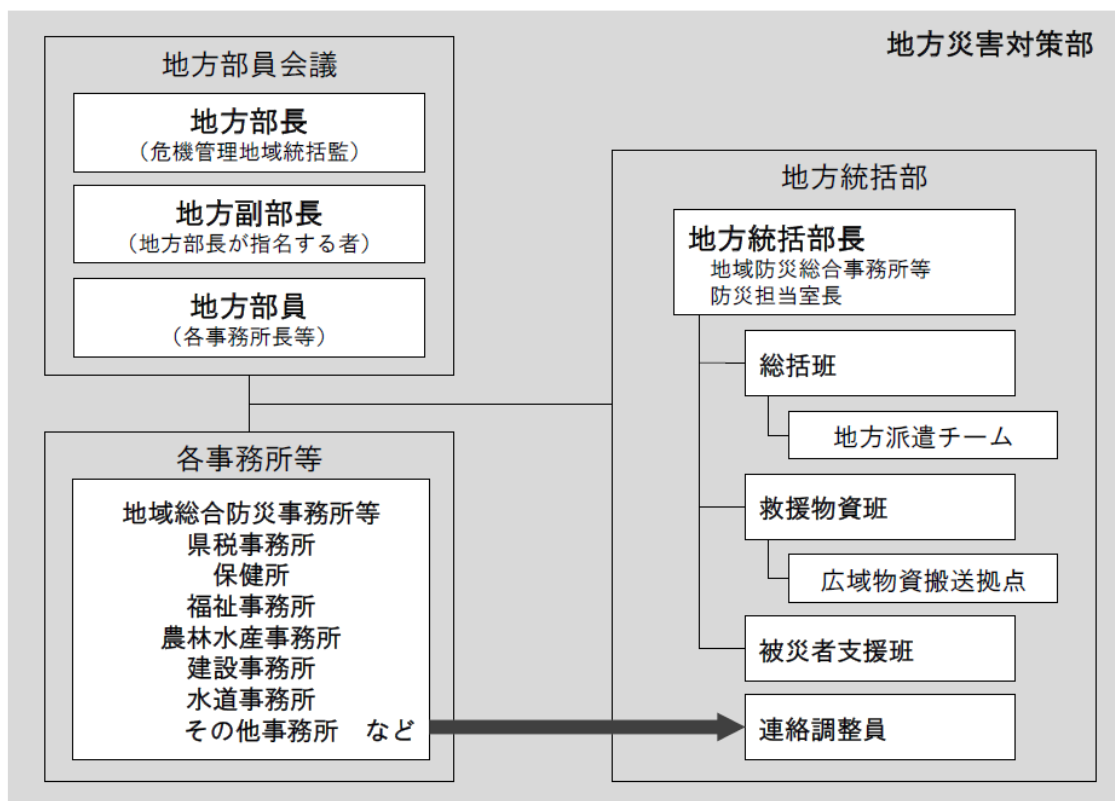 地方災害対策部
地方部員会議
地方部長
（危機管理地域統括監）
地方副部長
（地方部長が指名する者）
地方部員
（各事務所長等）
各事務所等
地域総合防災事務所等
県税事務所
保健所
福祉事務所
農林水産事務所
建設事務所
水道事務所
その他事務所　など
地方統括部
地方統括部長
地域防災総合事務所等
防災担当室長
総括班
地方派遣チーム
救援物資班
広域物資搬送拠点
被災者支援班
連絡調整員